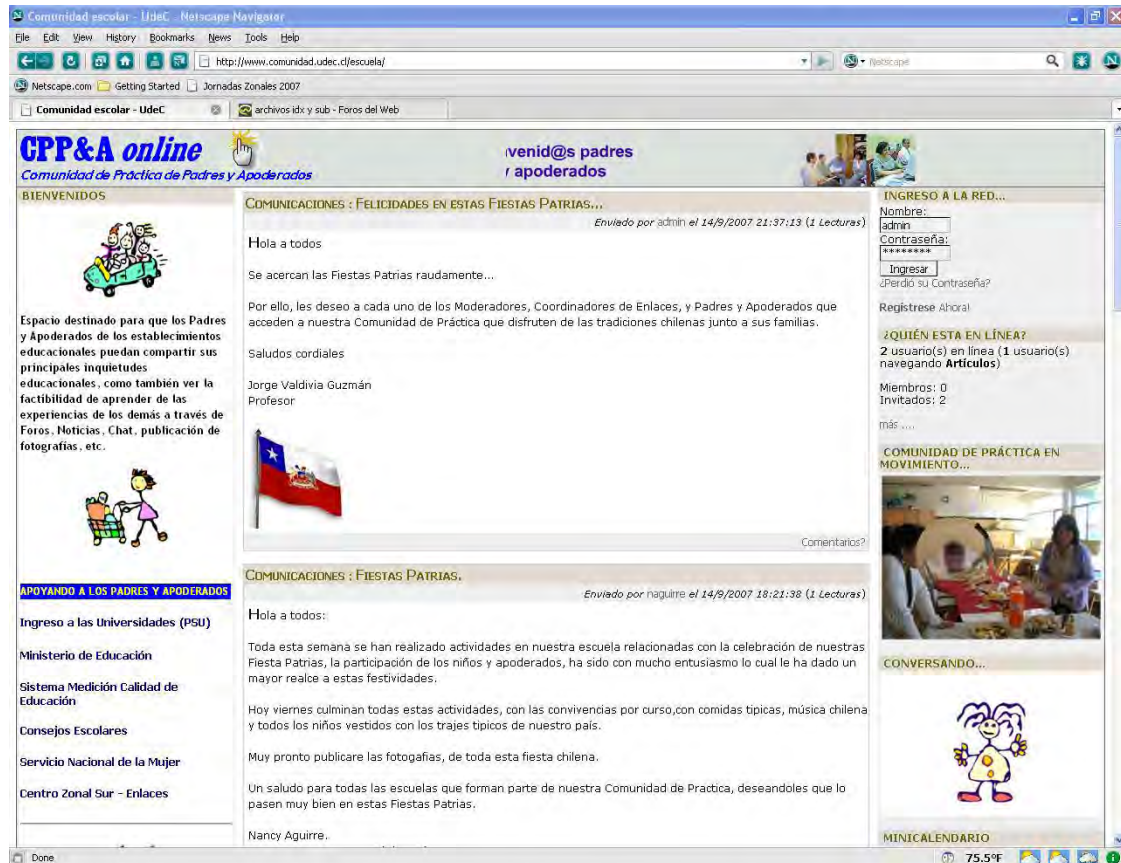 Comunidad escolar - UdeC - Netscape Navigator
File Edit View History Bookmarks News Tools Help
http://www.comunidad.udec.cl/escuela/
Netscape
Netscape.com Getting Started Jornadas Zonales 2007
Comunidad escolar - UdeC
archivos idx y sub - Foros del Web
CPP&A online
Comunidad de Práctica de Padres y Apoderados
venid@s padres
y apoderados
BIENVENIDOS
Espacio destinado para que los Padres
y Apoderados de los establecimientos
educacionales puedan compartir sus
principales inquietudes
educacionales, como también ver la
factibilidad de aprender de las
experiencias de los demás a través de
Foros, Noticias, Chat, publicación de
fotografías, etc.
APOYANDO A LOS PADRES Y APODERADOS
Ingreso a las Universidades (PSU)
Ministerio de Educación
Sistema Medición Calidad de
Educación
Consejos Escolares
Servicio Nacional de la Mujer
Centro Zonal Sur - Enlaces
COMUNICACIONES : FELICIDADES EN ESTAS FIESTAS PATRIAS...
Enviado por admin el 14/9/2007 21:37:13 (1 Lecturas)
Hola a todos
Se acercan las Fiestas Patrias raudamente...
Por ello, les deseo a cada uno de los Moderadores, Coordinadores de Enlaces, y Padres y Apoderados que
acceden a nuestra Comunidad de Práctica que disfruten de las tradiciones chilenas junto a sus familias.
Saludos cordiales
Jorge Valdivia Guzmán
Profesor
Comentarios?
COMUNICACIONES : FIESTAS PATRIAS.
Enviado por naguirre el 14/9/2007 18:21:38 (1 Lecturas)
Hola a todos:
Toda esta semana se han realizado actividades en nuestra escuela relacionadas con la celebración de nuestras
Fiesta Patrias, la participación de los niños y apoderados, ha sido con mucho entusiasmo lo cual le ha dado un
mayor realce a estas festividades.
Hoy viernes culminan todas estas actividades, con las convivencias por curso,con comidas tipicas, música chilena
y todos los niños vestidos con los trajes tipicos de nuestro país.
Muy pronto publicare las fotografias, de toda esta fiesta chilena.
Un saludo para todas las escuelas que forman parte de nuestra Comunidad de Practica, deseandoles que lo
pasen muy bien en estas Fiestas Patrias.
Nancy Aguirre.
INGRESO A LA RED...
Nombre:
admin
Contraseña:
********
Ingresar
¿Perdió su Contraseña?
Registrese Ahora!
¿QUIÉN ESTA EN LÍNEA?
2 usuario(s) en línea (1 usuario(s)
navegando Artículos)
Miembros: 0
Invitados: 2
más ....
COMUNIDAD DE PRÁCTICA EN
MOVIMIENTO...
CONVERSANDO...
MINICALENDARIO
Done
75.5ºF